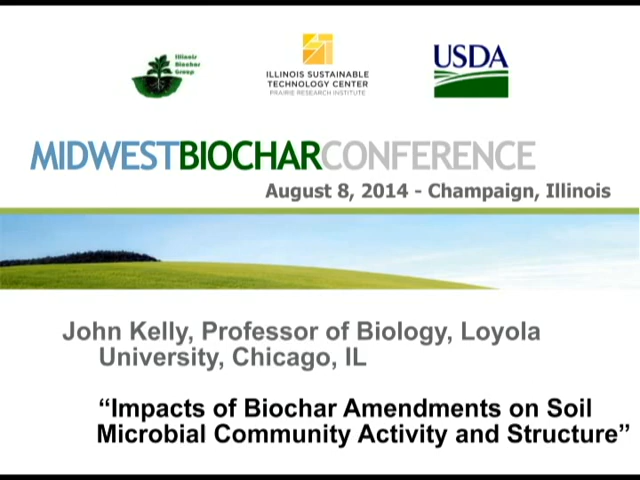 Illinois
Biochar
Group
ILLINOIS SUSTAINABLE
TECHNOLOGY CENTER
PRAIRIE RESEARCH INSTITUTE
USDA
MIDWESTBIOCHARCONFERENCE
August 8, 2014 - Champaign, Illinois
John Kelly, Professor of Biology, Loyola
University, Chicago, IL
“Impacts of Biochar Amendments on Soil
Microbial Community Activity and Structure”